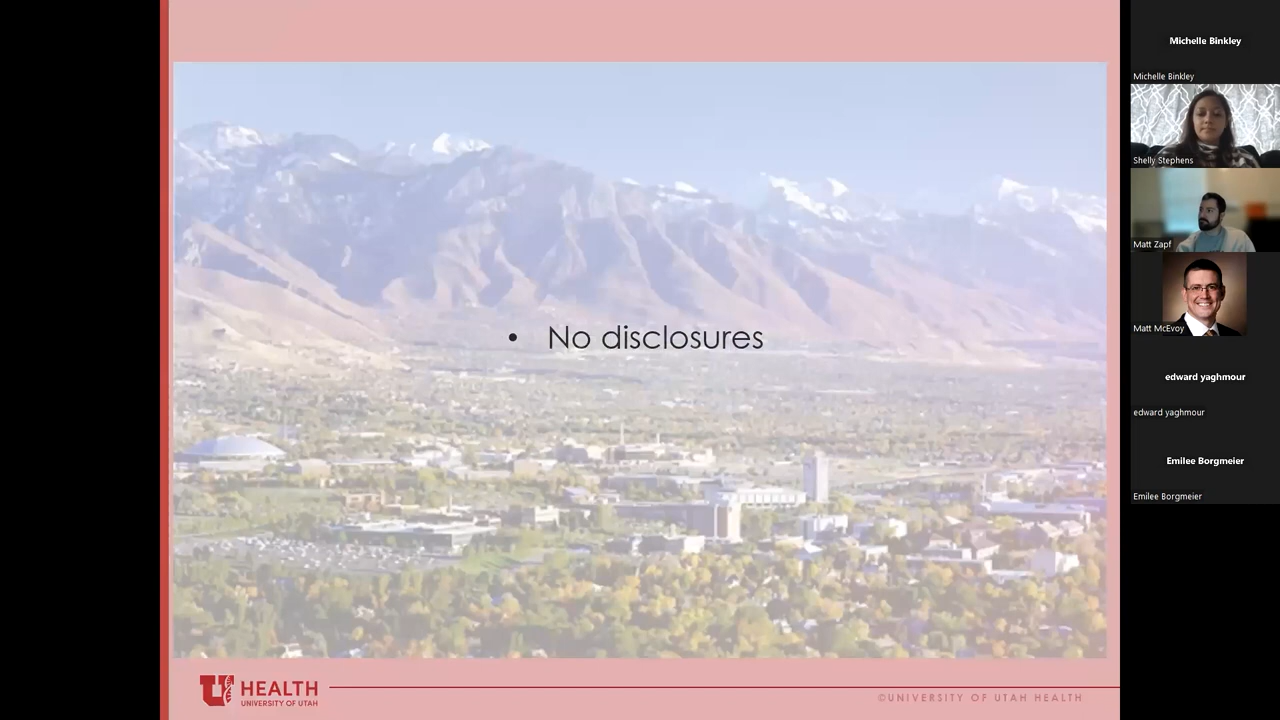 • No disclosures
U HEALTH
UNIVERSITY OF UTAH
©UNIVERSITY OF UTAH HEALTH
Michelle Binkley
Michelle Binkley
Shelly Stephens
Matt Zapf
Matt McEvoy
edward yaghmour
edward yaghmour
Emilee Borgmeier
Emilee Borgmeier